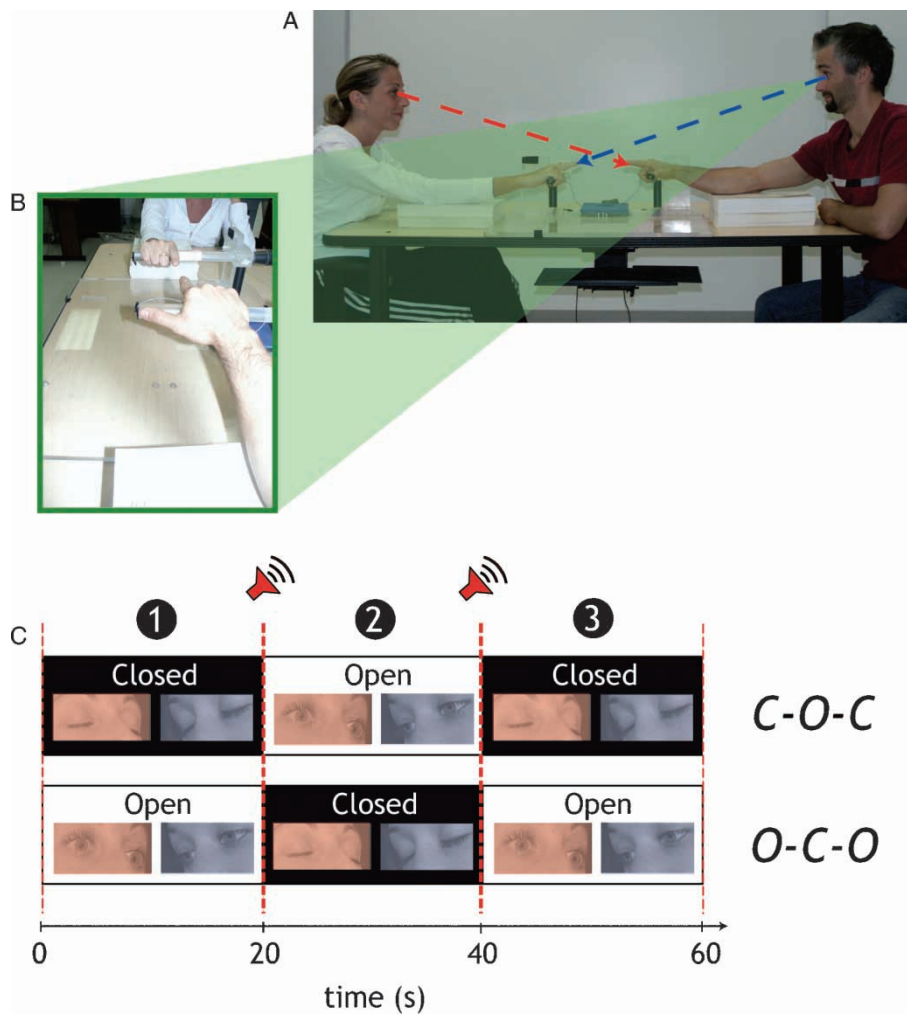 A
B
C
1 2 3
Closed Open Closed
C-O-C
Open Closed Open
O-C-O
0 20 40 60
time (s)